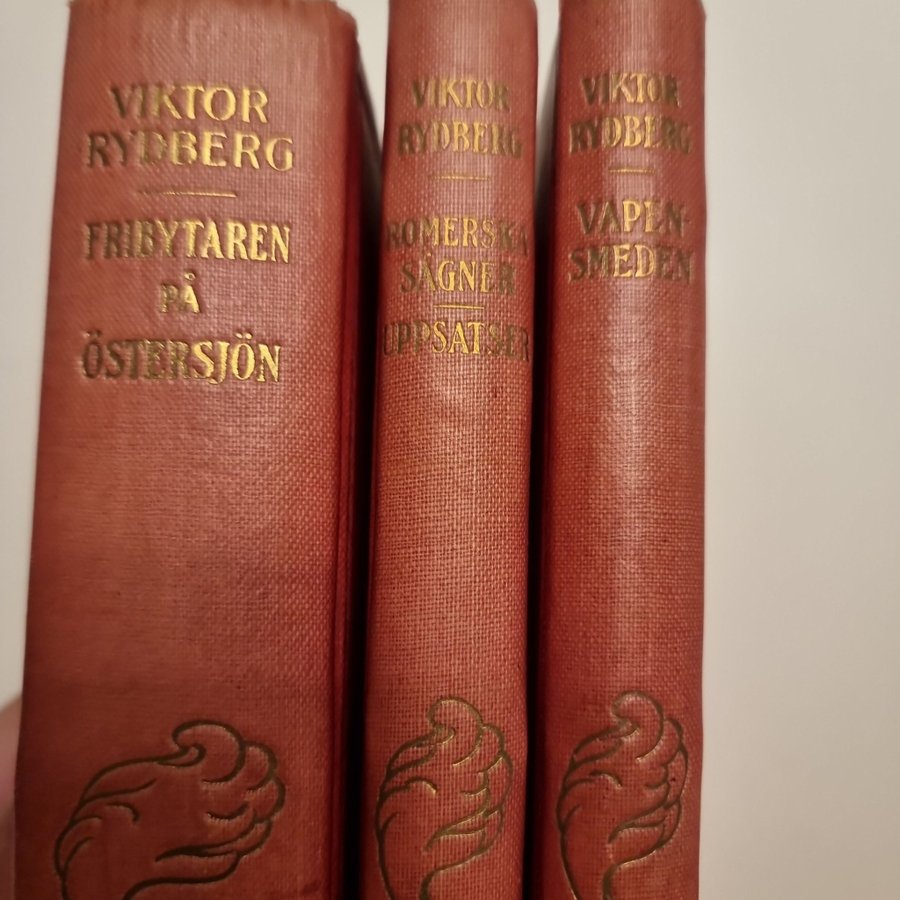 VIKTOR
RYDBERG
FRIBYTAREN
PÅ
ÖSTERSJÖN
VIKTOR
RYDBERG
ROMERSKA
SÄGNER
UPPSATSER
VIKTOR
RYDBERG
VAPEN-
SMEDEN